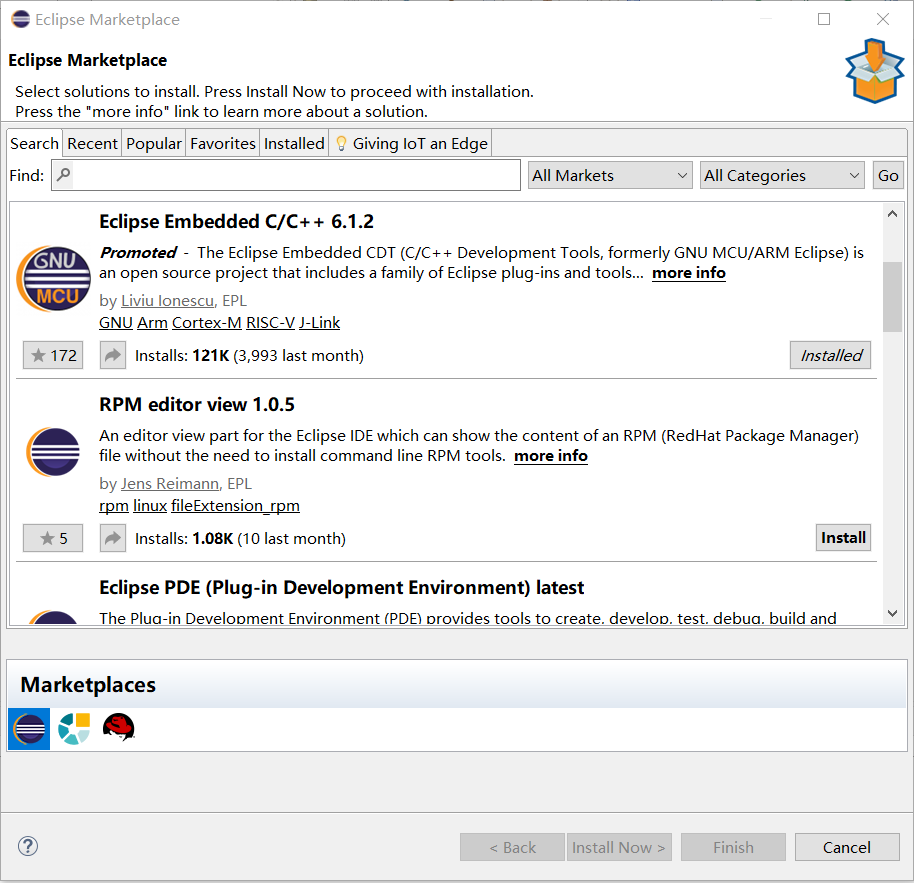 Eclipse Marketplace
Eclipse Marketplace
Select solutions to install. Press Install Now to proceed with installation.
Press the "more info" link to learn more about a solution.
Search Recent Popular Favorites Installed Giving IoT an Edge
Find: All Markets All Categories Go
Eclipse Embedded C/C++ 6.1.2
Promoted - The Eclipse Embedded CDT (C/C++ Development Tools, formerly GNU MCU/ARM Eclipse) is
an open source project that includes a family of Eclipse plug-ins and tools... more info
GNU
MCU
by Liviu Ionescu, EPL
GNU Arm Cortex-M RISC-V J-Link
172 Installs: 121K (3,993 last month) Installed
RPM editor view 1.0.5
An editor view part for the Eclipse IDE which can show the content of an RPM (RedHat Package Manager)
file without the need to install command line RPM tools. more info
by Jens Reimann, EPL
rpm linux fileExtension_rpm
5 Installs: 1.08K (10 last month) Install
Eclipse PDE (Plug-in Development Environment) latest
The Plug-in Development Environment (PDE) provides tools to create, develop, test, debug, build and
Marketplaces
? < Back Install Now > Finish Cancel